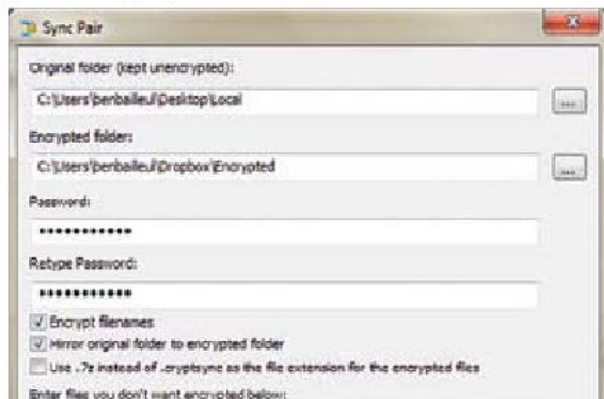 Sync Pair
Original folder (kept unencrypted):
C:\Users\benbailleul\Desktop\Local
...
Encrypted folder:
C:\Users\benbailleul\Dropbox\Encrypted
...
Password:
•••••••••••
Retype Password:
•••••••••••
Encrypt filenames
Mirror original folder to encrypted folder
Use .7z instead of .cryptsync as the file extension for the encrypted files
Enter files you don't want encrypted below: